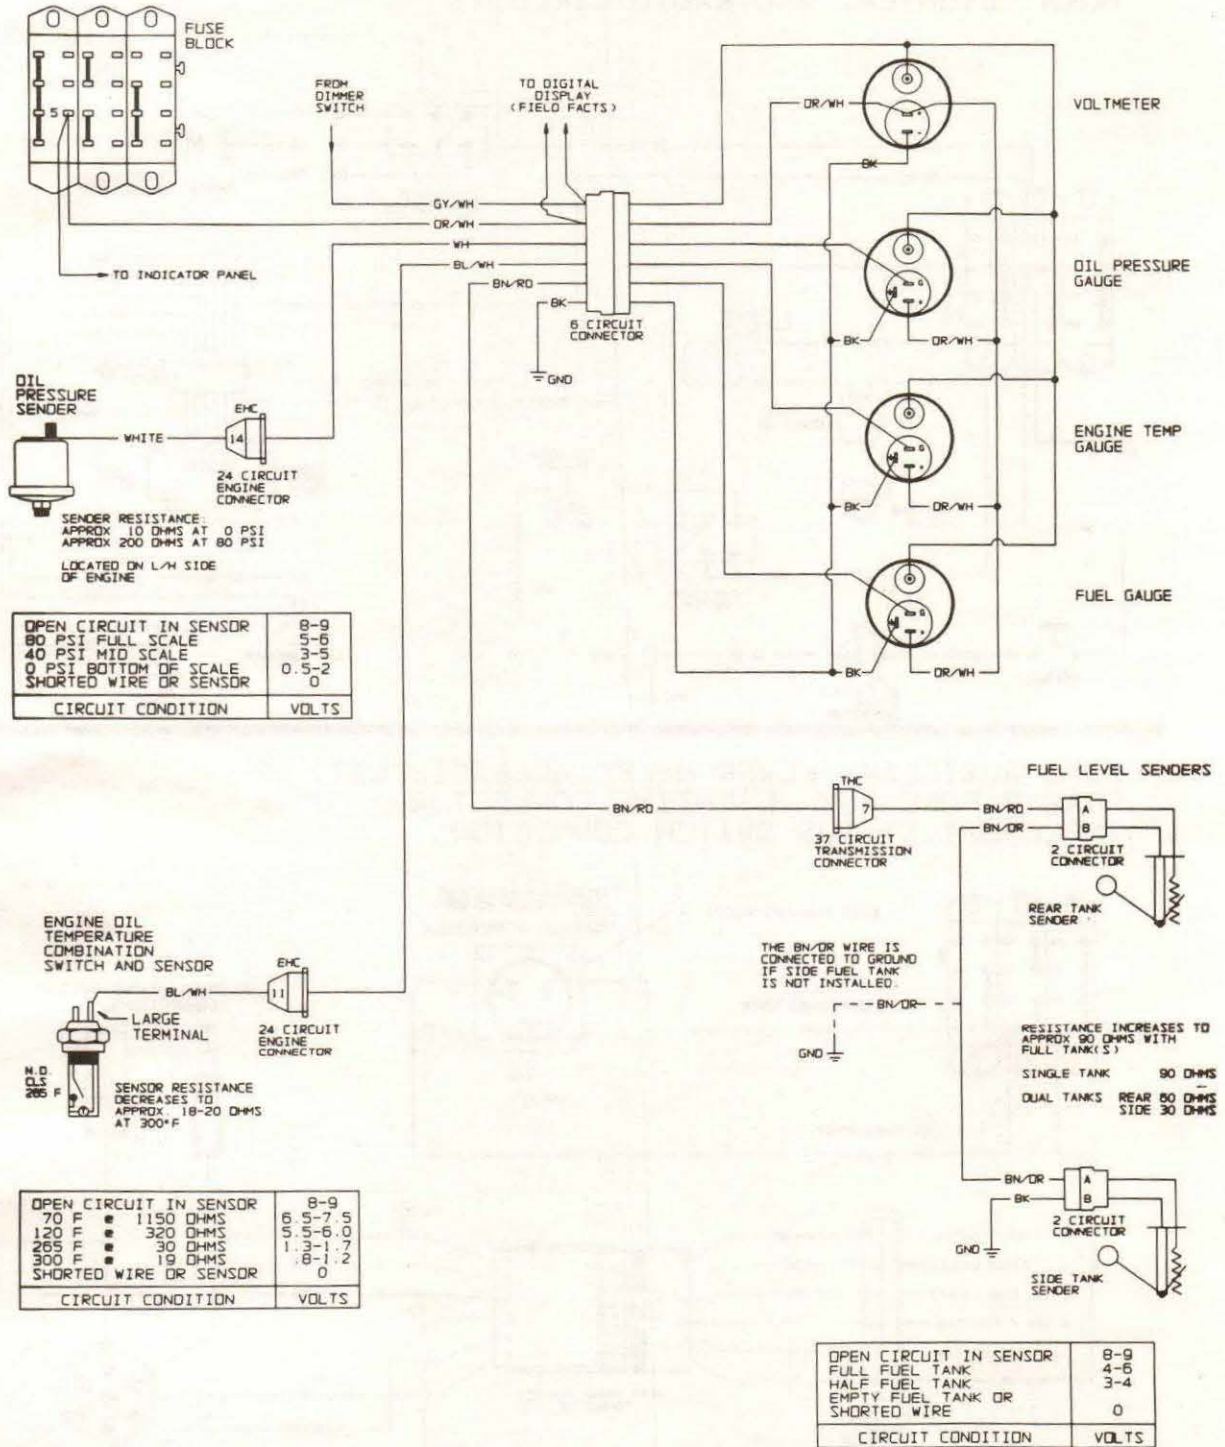 FUSE
BLOCK
5
TO INDICATOR PANEL
FROM
DIMMER
SWITCH
TO DIGITAL
DISPLAY
(FIELD FACTS)
GY/WH
OR/WH
WH
BL/WH
BN/RD
BK
6 CIRCUIT
CONNECTOR
GND
OR/WH
BK
VOLTMETER
OIL PRESSURE
GAUGE
G
BK
OR/WH
ENGINE TEMP
GAUGE
G
BK
OR/WH
FUEL GAUGE
G
BK
OR/WH
OIL
PRESSURE
SENDER
WHITE
EHC
14
24 CIRCUIT
ENGINE
CONNECTOR
SENDER RESISTANCE:
APPROX 10 OHMS AT 0 PSI
APPROX 200 OHMS AT 80 PSI
LOCATED ON L/H SIDE
OF ENGINE
OPEN CIRCUIT IN SENSOR 8-9
80 PSI FULL SCALE 5-6
40 PSI MID SCALE 3-5
0 PSI BOTTOM OF SCALE 0.5-2
SHORTED WIRE OR SENSOR 0
CIRCUIT CONDITION VOLTS
FUEL LEVEL SENDERS
BN/RD
THC
7
37 CIRCUIT
TRANSMISSION
CONNECTOR
BN/RD
BN/OR
A
B
2 CIRCUIT
CONNECTOR
REAR TANK
SENDER
THE BN/OR WIRE IS
CONNECTED TO GROUND
IF SIDE FUEL TANK
IS NOT INSTALLED.
BN/OR
GND
RESISTANCE INCREASES TO
APPROX 90 OHMS WITH
FULL TANK(S)
SINGLE TANK 90 OHMS
DUAL TANKS REAR 60 OHMS
SIDE 30 OHMS
ENGINE OIL
TEMPERATURE
COMBINATION
SWITCH AND SENSOR
BL/WH
EHC
11
24 CIRCUIT
ENGINE
CONNECTOR
LARGE
TERMINAL
N.O.
CLS
265 F
SENSOR RESISTANCE
DECREASES TO
APPROX. 18-20 OHMS
AT 300°F
OPEN CIRCUIT IN SENSOR 8-9
70 F @ 1150 OHMS 6.5-7.5
120 F @ 320 OHMS 5.5-6.0
265 F @ 30 OHMS 1.3-1.7
300 F @ 19 OHMS .8-1.2
SHORTED WIRE OR SENSOR 0
CIRCUIT CONDITION VOLTS
BN/OR
BK
A
B
2 CIRCUIT
CONNECTOR
GND
SIDE TANK
SENDER
OPEN CIRCUIT IN SENSOR 8-9
FULL FUEL TANK 4-6
HALF FUEL TANK 3-4
EMPTY FUEL TANK OR
SHORTED WIRE 0
CIRCUIT CONDITION VOLTS